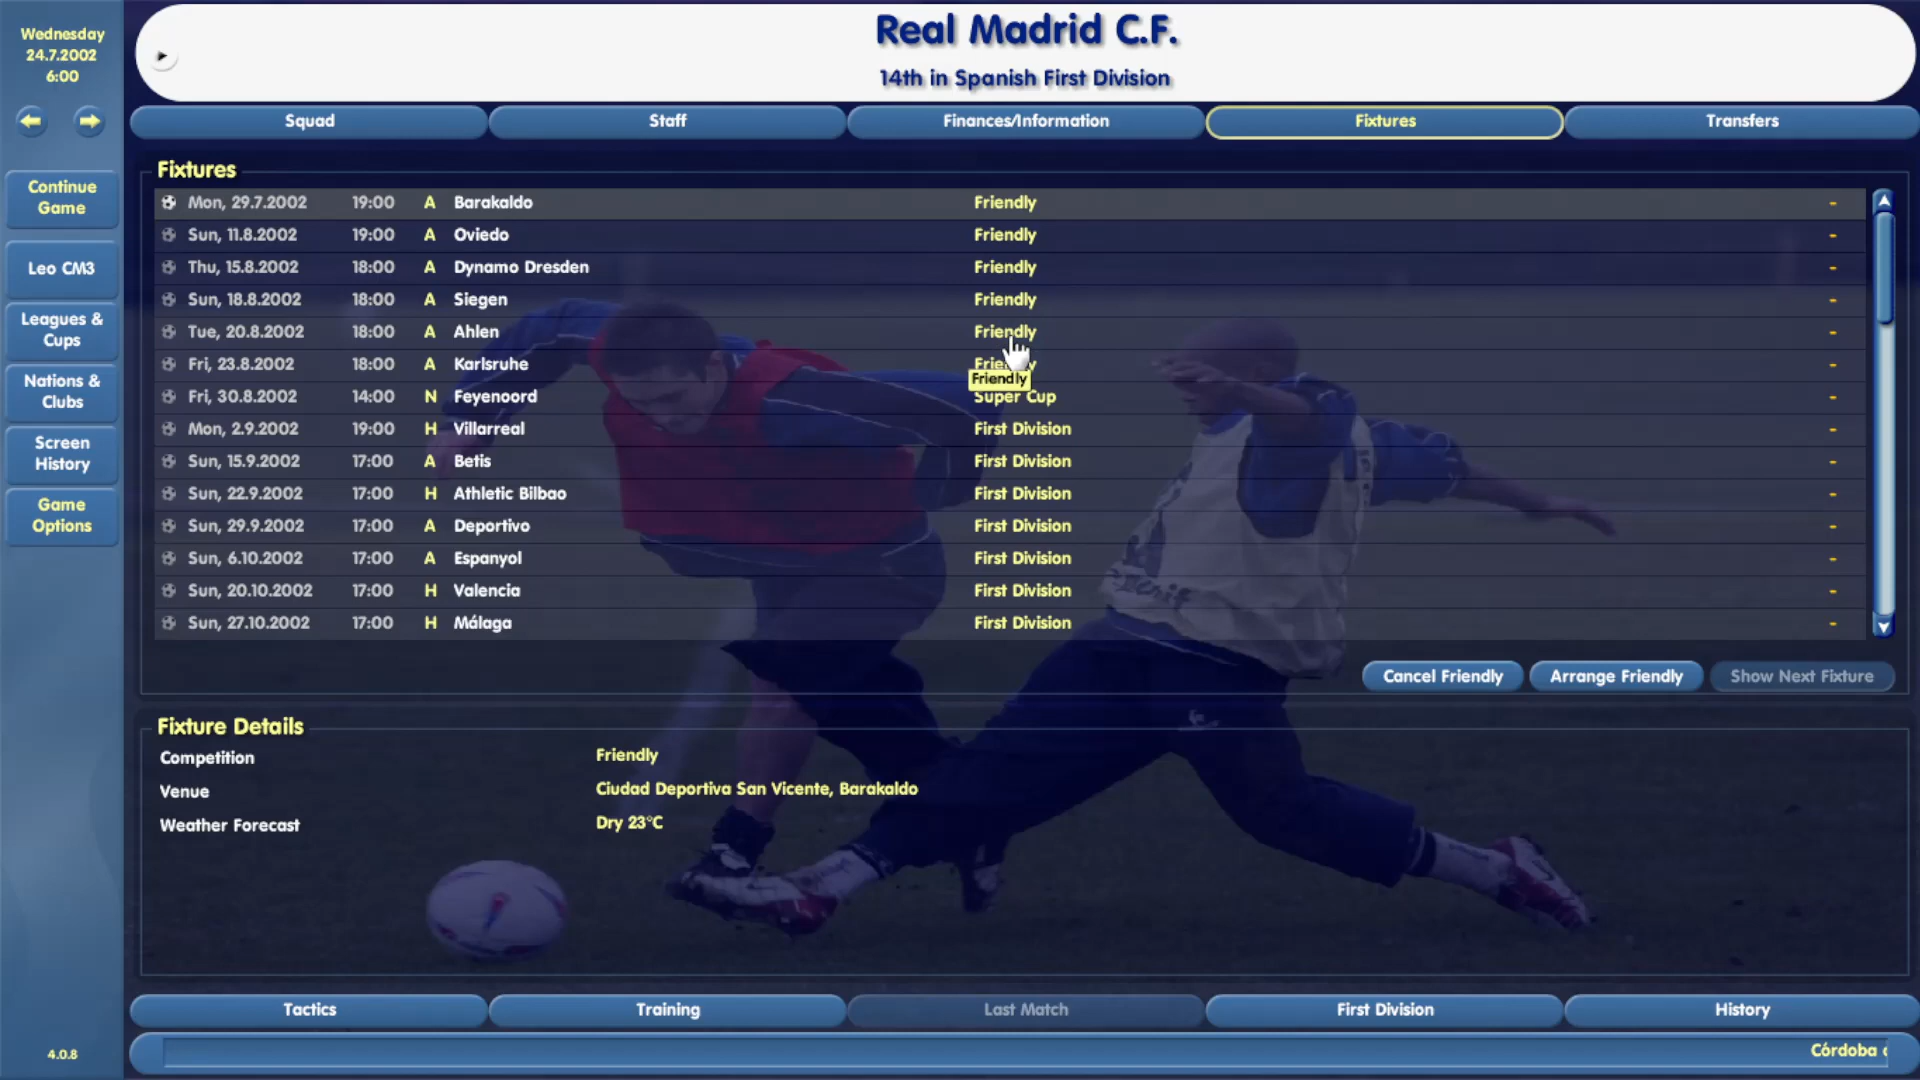 Wednesday
24.7.2002
6:00
Real Madrid C.F.
14th in Spanish First Division
Squad
Staff
Finances/Information
Fixtures
Transfers
Continue
Game
Leo CM3
Leagues &
Cups
Nations &
Clubs
Screen
History
Game
Options
4.0.8
Fixtures
Mon, 29.7.2002 19:00 A Barakaldo Friendly -
Sun, 11.8.2002 19:00 A Oviedo Friendly -
Thu, 15.8.2002 18:00 A Dynamo Dresden Friendly -
Sun, 18.8.2002 18:00 A Siegen Friendly -
Tue, 20.8.2002 18:00 A Ahlen Friendly -
Fri, 23.8.2002 18:00 A Karlsruhe Friendly -
Friendly
Fri, 30.8.2002 14:00 N Feyenoord Super Cup -
Mon, 2.9.2002 19:00 H Villarreal First Division -
Sun, 15.9.2002 17:00 A Betis First Division -
Sun, 22.9.2002 17:00 H Athletic Bilbao First Division -
Sun, 29.9.2002 17:00 A Deportivo First Division -
Sun, 6.10.2002 17:00 A Espanyol First Division -
Sun, 20.10.2002 17:00 H Valencia First Division -
Sun, 27.10.2002 17:00 H Málaga First Division -
Cancel Friendly
Arrange Friendly
Show Next Fixture
Fixture Details
Competition Friendly
Venue Ciudad Deportiva San Vicente, Barakaldo
Weather Forecast Dry 23°C
Tactics
Training
Last Match
First Division
History
Córdoba